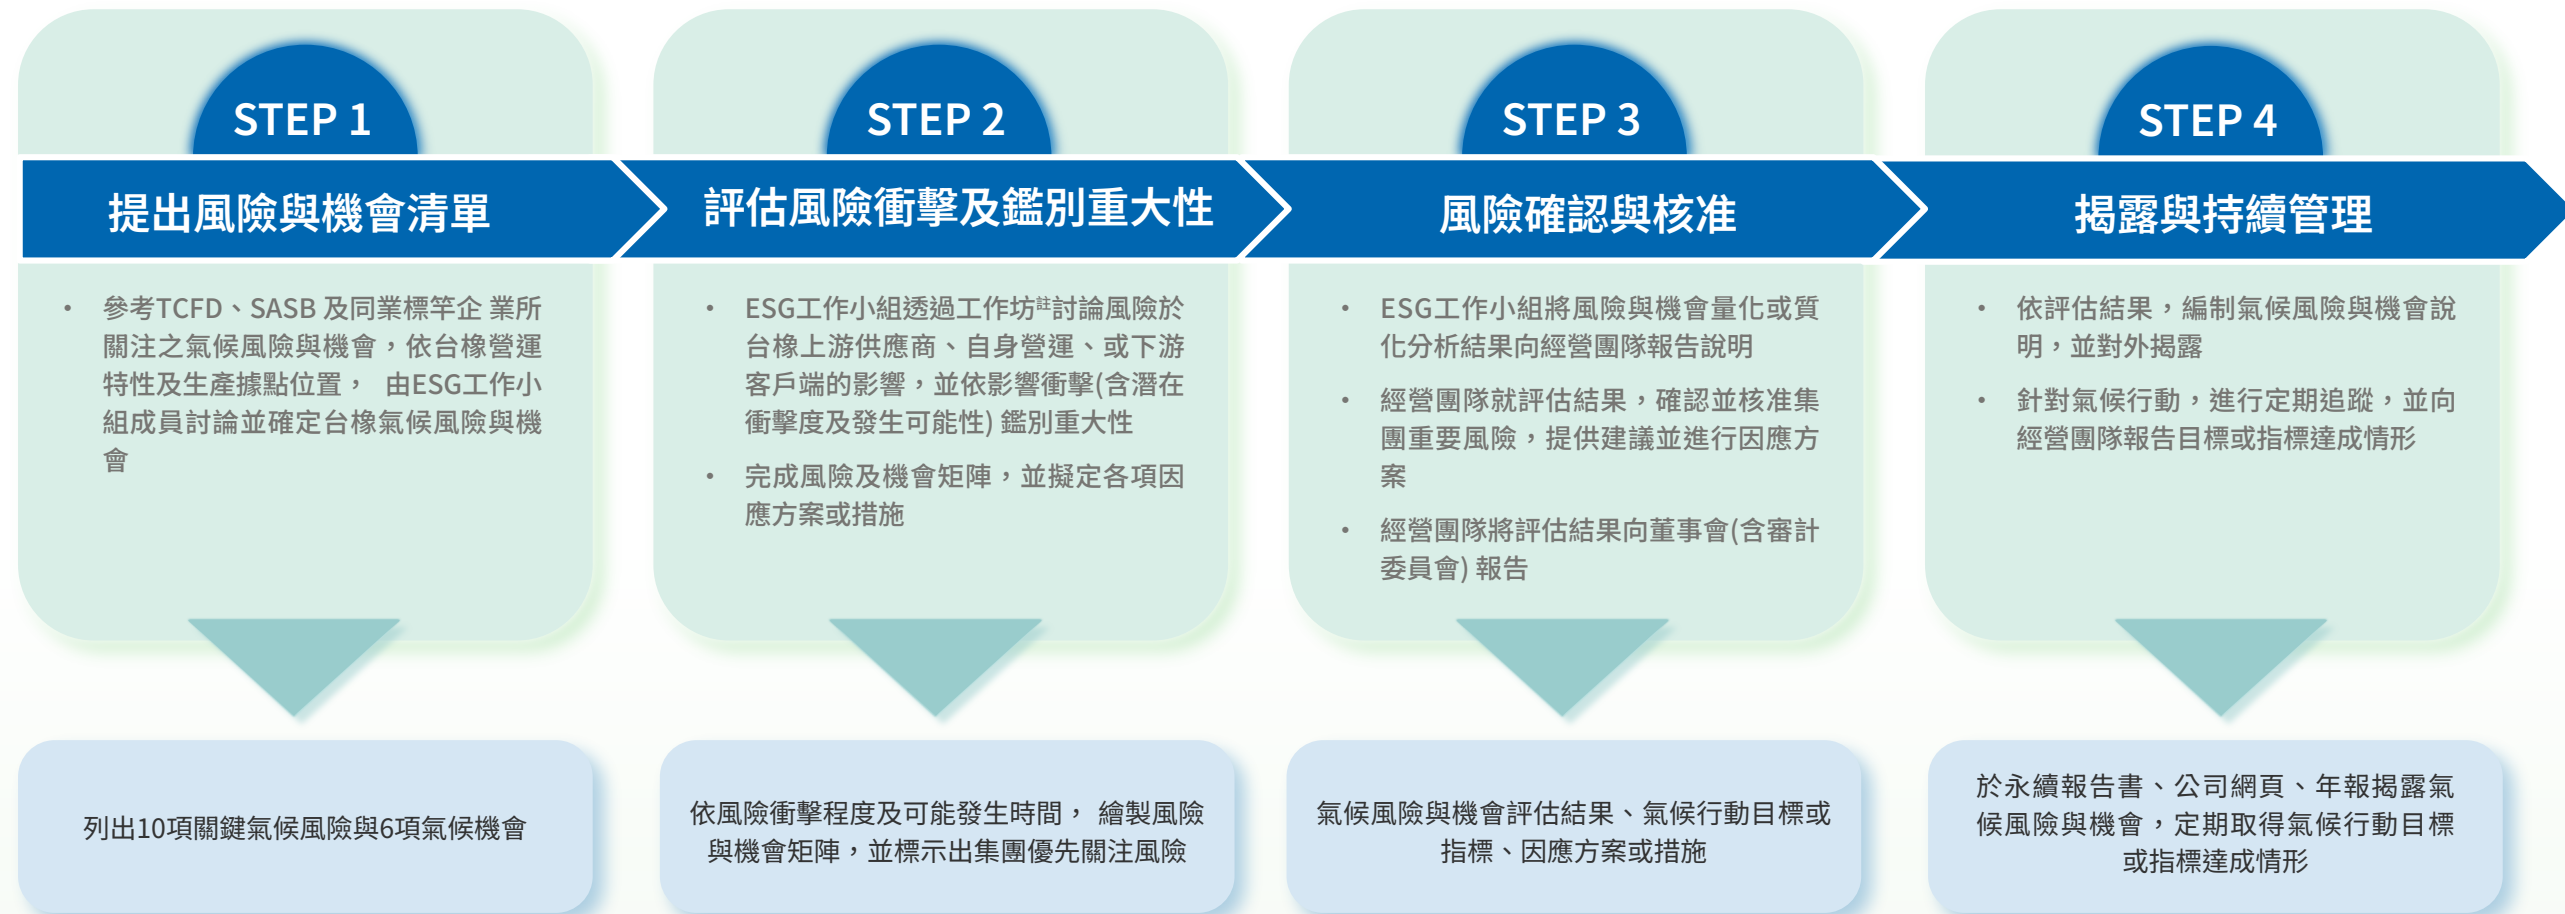 STEP 1
提出風險與機會清單
• 參考TCFD、SASB 及同業標竿企 業所
關注之氣候風險與機會，依台橡營運
特性及生產據點位置， 由ESG工作小
組成員討論並確定台橡氣候風險與機
會
列出10項關鍵氣候風險與6項氣候機會
STEP 2
評估風險衝擊及鑑別重大性
• ESG工作小組透過工作坊註討論風險於
台橡上游供應商、自身營運、或下游
客戶端的影響，並依影響衝擊(含潛在
衝擊度及發生可能性) 鑑別重大性
• 完成風險及機會矩陣，並擬定各項因
應方案或措施
依風險衝擊程度及可能發生時間， 繪製風險
與機會矩陣，並標示出集團優先關注風險
STEP 3
風險確認與核准
• ESG工作小組將風險與機會量化或質
化分析結果向經營團隊報告說明
• 經營團隊就評估結果，確認並核准集
團重要風險，提供建議並進行因應方
案
• 經營團隊將評估結果向董事會(含審計
委員會) 報告
氣候風險與機會評估結果、氣候行動目標或
指標、因應方案或措施
STEP 4
揭露與持續管理
• 依評估結果，編制氣候風險與機會說
明，並對外揭露
• 針對氣候行動，進行定期追蹤，並向
經營團隊報告目標或指標達成情形
於永續報告書、公司網頁、年報揭露氣
候風險與機會，定期取得氣候行動目標
或指標達成情形